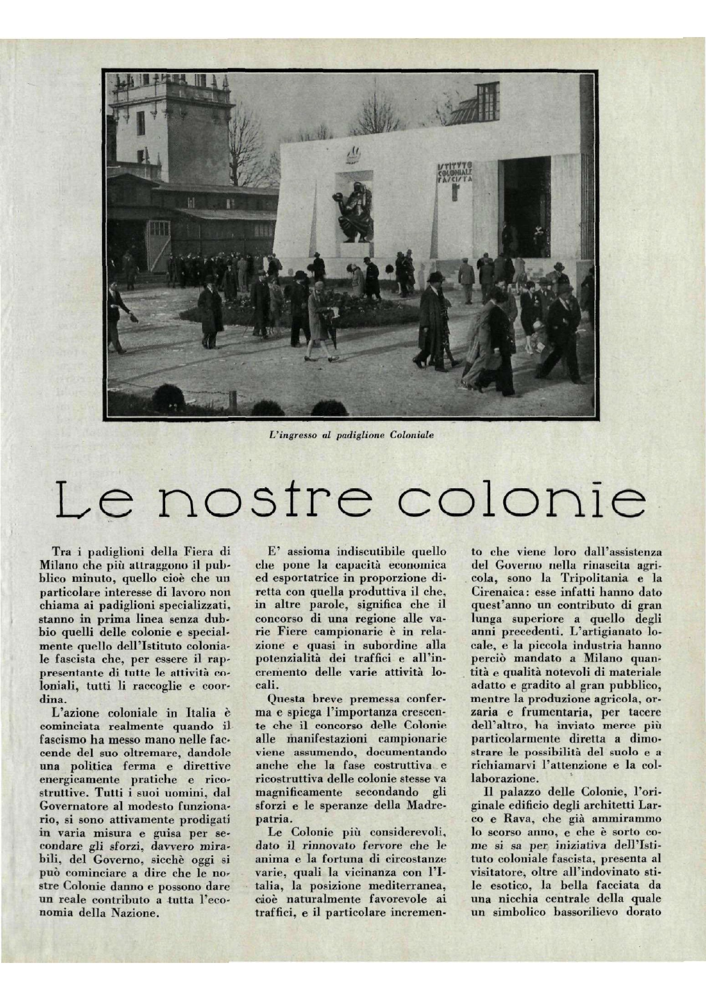 ISTITVTO
COLONIALE
FASCISTA
L'ingresso al padiglione Coloniale
Le nostre colonie
Tra i padiglioni della Fiera di
Milano che più attraggono il pub-
blico minuto, quello cioè che un
particolare interesse di lavoro non
chiama ai padiglioni specializzati,
stanno in prima linea senza dub-
bio quelli delle colonie e special-
mente quello dell'Istituto colonia-
le fascista che, per essere il rap-
presentante di tutte le attività co-
loniali, tutti li raccoglie e coor-
dina.
L'azione coloniale in Italia è
cominciata realmente quando il
fascismo ha messo mano nelle fac-
cende del suo oltremare, dandole
una politica ferma e direttive
energicamente pratiche e rico-
struttive. Tutti i suoi uomini, dal
Governatore al modesto funziona-
rio, si sono attivamente prodigati
in varia misura e guisa per se-
condare gli sforzi, davvero mira-
bili, del Governo, sicchè oggi si
può cominciare a dire che le no-
stre Colonie danno e possono dare
un reale contributo a tutta l'eco-
nomia della Nazione.
E' assioma indiscutibile quello
che pone la capacità economica
ed esportatrice in proporzione di-
retta con quella produttiva il che,
in altre parole, significa che il
concorso di una regione alle va-
rie Fiere campionarie è in rela-
zione e quasi in subordine alla
potenzialità dei traffici e all'in-
cremento delle varie attività lo-
cali.
Questa breve premessa confer-
ma e spiega l'importanza crescen-
te che il concorso delle Colonie
alle manifestazioni campionarie
viene assumendo, documentando
anche che la fase costruttiva e
ricostruttiva delle colonie stesse va
magnificamente secondando gli
sforzi e le speranze della Madre-
patria.
Le Colonie più considerevoli,
dato il rinnovato fervore che le
anima e la fortuna di circostanze
varie, quali la vicinanza con l'I-
talia, la posizione mediterranea,
cioè naturalmente favorevole ai
traffici, e il particolare incremen-
to che viene loro dall'assistenza
del Governo nella rinascita agri-
cola, sono la Tripolitania e la
Cirenaica: esse infatti hanno dato
quest'anno un contributo di gran
lunga superiore a quello degli
anni precedenti. L'artigianato lo-
cale, e la piccola industria hanno
perciò mandato a Milano quan-
tità e qualità notevoli di materiale
adatto e gradito al gran pubblico,
mentre la produzione agricola, or-
zaria e frumentaria, per tacere
dell'altro, ha inviato merce più
particolarmente diretta a dimo-
strare le possibilità del suolo e a
richiamarvi l'attenzione e la col-
laborazione.
Il palazzo delle Colonie, l'ori-
ginale edificio degli architetti Lar-
co e Rava, che già ammirammo
lo scorso anno, e che è sorto co-
me si sa per iniziativa dell'Isti-
tuto coloniale fascista, presenta al
visitatore, oltre all'indovinato sti-
le esotico, la bella facciata da
una nicchia centrale della quale
un simbolico bassorilievo dorato